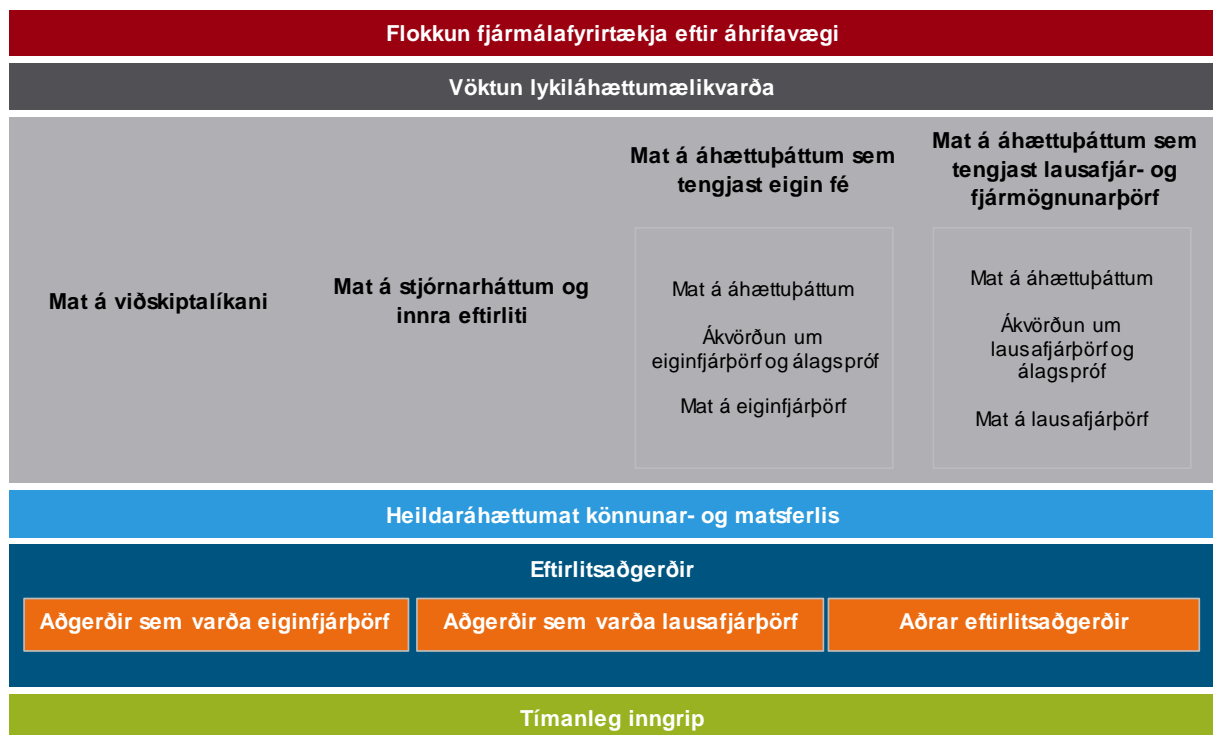 Flokkun fjármálafyrirtækja eftir áhrifavægi
Vöktun lykiláhættumælikvarða
Mat á viðskiptalíkani
Mat á stjórnarháttum og
innra eftirliti
Mat á áhættuþáttum sem
tengjast eigin fé
Mat á áhættuþáttum
Ákvörðun um
eiginfjárþörf og álagspróf
Mat á eiginfjárþörf
Mat á áhættuþáttum sem
tengjast lausafjár- og
fjármögnunarþörf
Mat á áhættuþáttum
Ákvörðun um
lausafjárþörf og
álagspróf
Mat á lausafjárþörf
Heildaráhættumat könnunar- og matsferlis
Eftirlitsaðgerðir
Aðgerðir sem varða eiginfjárþörf
Aðgerðir sem varða lausafjárþörf
Aðrar eftirlitsaðgerðir
Tímanleg inngrip